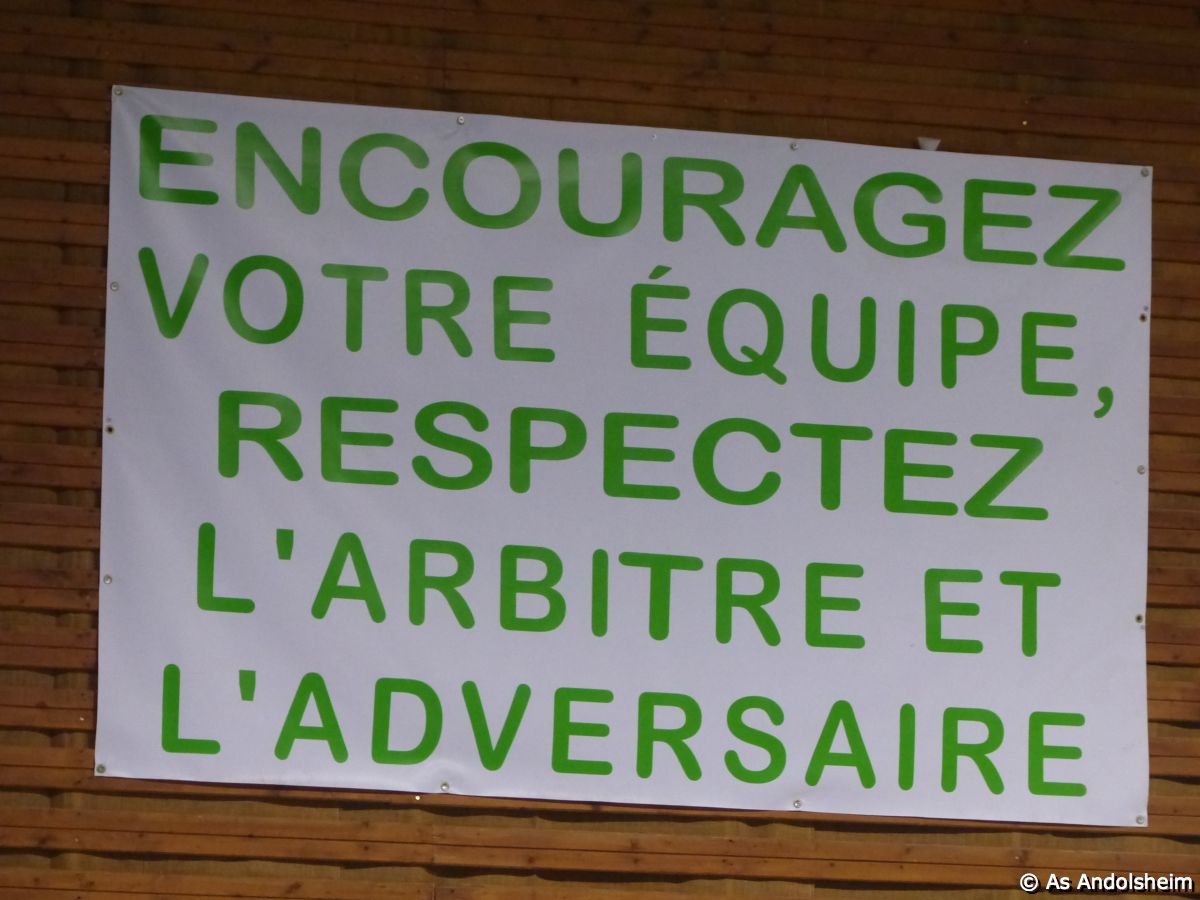 ENCOURAGEZ
VOTRE ÉQUIPE,
RESPECTEZ
L'ARBITRE ET
L'ADVERSAIRE
© As Andolsheim